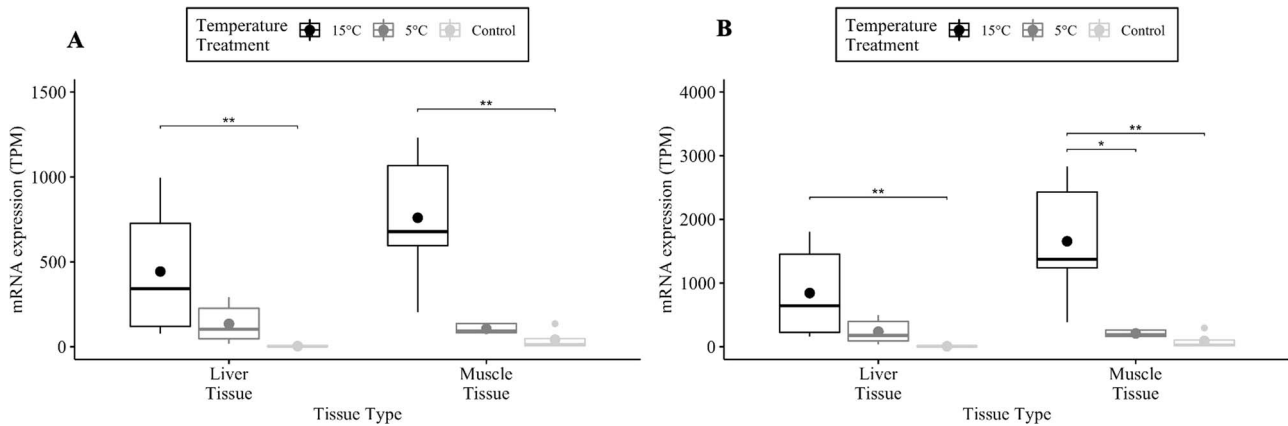 A
Temperature
Treatment
15°C
5°C
Control
mRNA expression (TPM)
1500
1000
500
0
**
**
Liver
Tissue
Muscle
Tissue
Tissue Type
B
Temperature
Treatment
15°C
5°C
Control
mRNA expression (TPM)
4000
3000
2000
1000
0
**
*
**
Liver
Tissue
Muscle
Tissue
Tissue Type